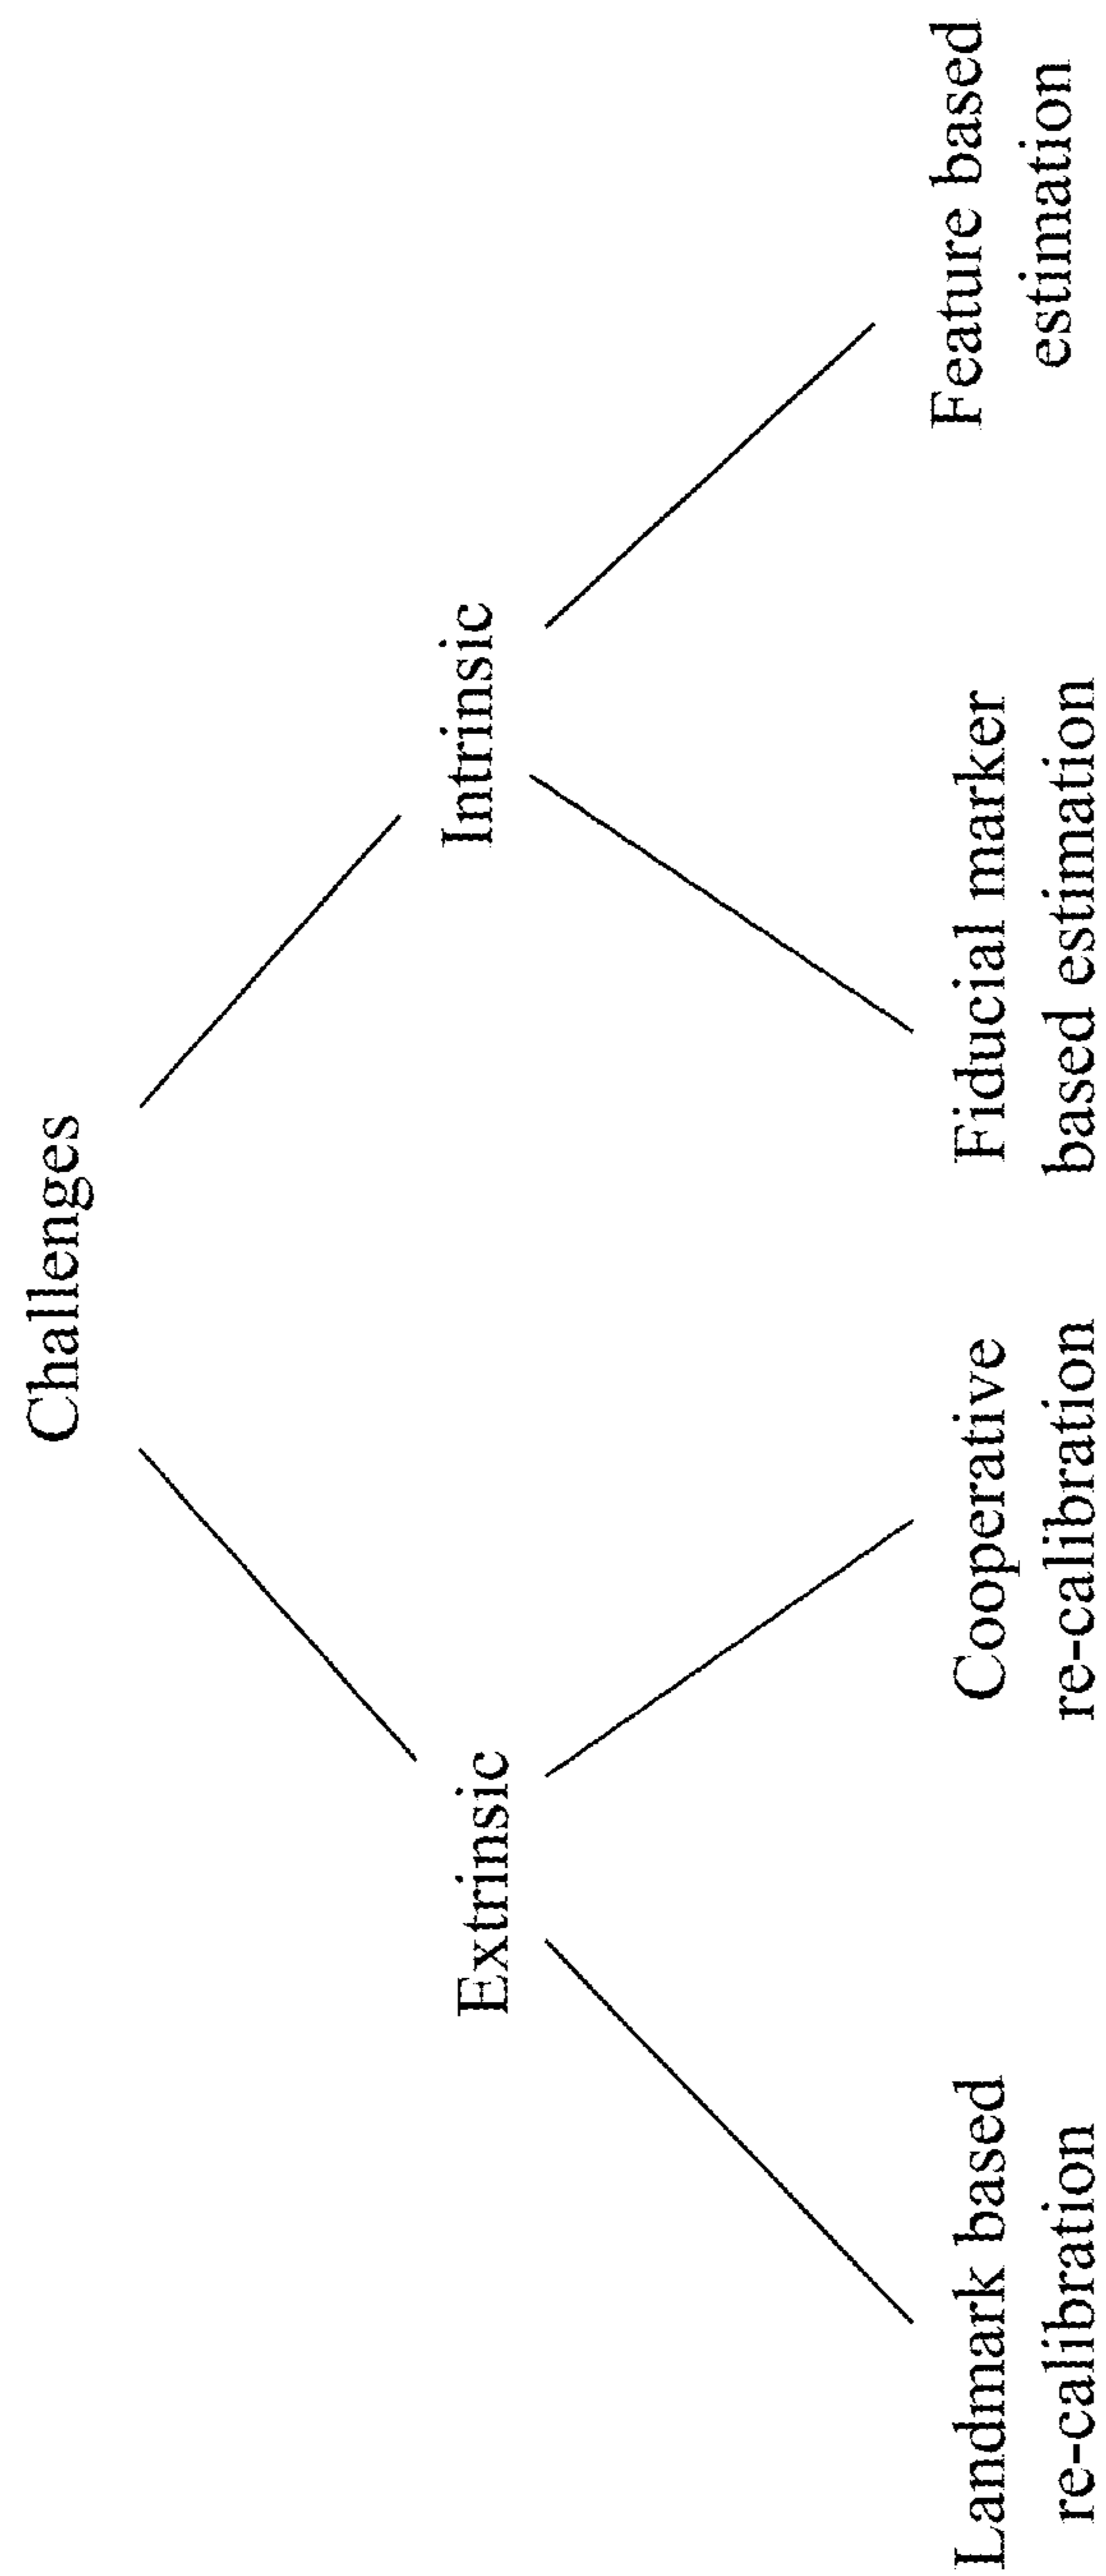 Challenges
Extrinsic
Intrinsic
Landmark based
re-calibration
Cooperative
re-calibration
Fiducial marker
based estimation
Feature based
estimation